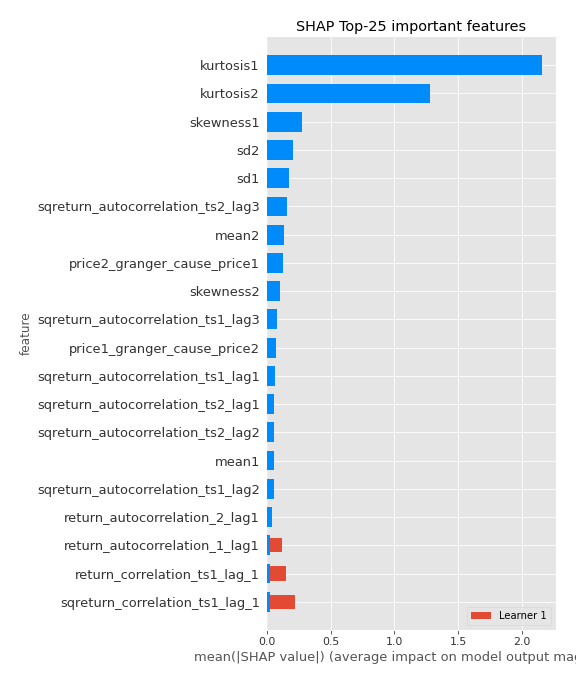 SHAP Top-25 important features
kurtosis1
kurtosis2
skewness1
sd2
sd1
sqreturn_autocorrelation_ts2_lag3
mean2
price2_granger_cause_price1
skewness2
sqreturn_autocorrelation_ts1_lag3
price1_granger_cause_price2
sqreturn_autocorrelation_ts1_lag1
sqreturn_autocorrelation_ts2_lag1
sqreturn_autocorrelation_ts2_lag2
mean1
sqreturn_autocorrelation_ts1_lag2
return_autocorrelation_2_lag1
return_autocorrelation_1_lag1
return_correlation_ts1_lag_1
sqreturn_correlation_ts1_lag_1
feature
Learner 1
0.0 0.5 1.0 1.5 2.0
mean(|SHAP value|) (average impact on model output mag